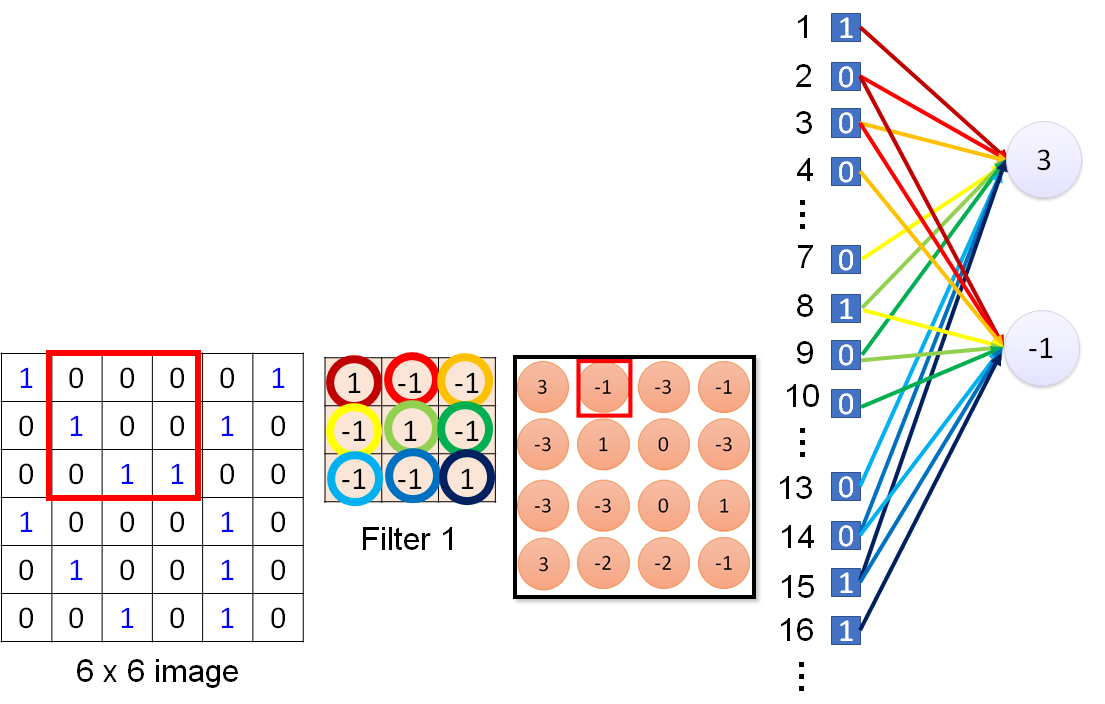 1 0 0 0 0 1
0 1 0 0 1 0
0 0 1 1 0 0
1 0 0 0 1 0
0 1 0 0 1 0
0 0 1 0 1 0
6 x 6 image
1 -1 -1
-1 1 -1
-1 -1 1
Filter 1
3 -1 -3 -1
-3 1 0 -3
-3 -3 0 1
3 -2 -2 -1
1 1
2 0
3 0
4 0
⋮
7 0
8 1
9 0
10 0
⋮
13 0
14 0
15 1
16 1
⋮
3
-1